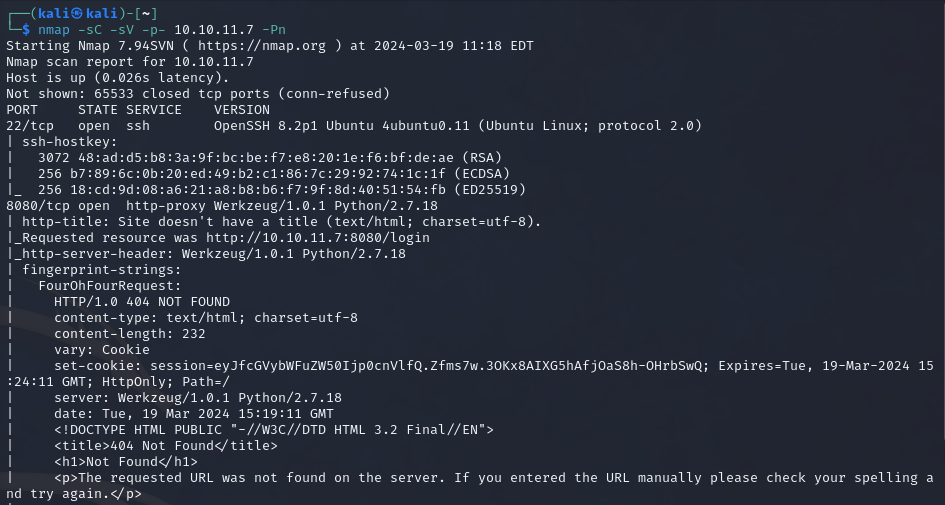 ┌──(kali㉿kali)-[~]
└─$ nmap -sC -sV -p- 10.10.11.7 -Pn
Starting Nmap 7.94SVN ( https://nmap.org ) at 2024-03-19 11:18 EDT
Nmap scan report for 10.10.11.7
Host is up (0.026s latency).
Not shown: 65533 closed tcp ports (conn-refused)
PORT     STATE SERVICE    VERSION
22/tcp   open  ssh        OpenSSH 8.2p1 Ubuntu 4ubuntu0.11 (Ubuntu Linux; protocol 2.0)
| ssh-hostkey:
|   3072 48:ad:d5:b8:3a:9f:bc:be:f7:e8:20:1e:f6:bf:de:ae (RSA)
|   256 b7:89:6c:0b:20:ed:49:b2:c1:86:7c:29:92:74:1c:1f (ECDSA)
|_  256 18:cd:9d:08:a6:21:a8:b8:b6:f7:9f:8d:40:51:54:fb (ED25519)
8080/tcp open  http-proxy Werkzeug/1.0.1 Python/2.7.18
| http-title: Site doesn't have a title (text/html; charset=utf-8).
|_Requested resource was http://10.10.11.7:8080/login
|_http-server-header: Werkzeug/1.0.1 Python/2.7.18
| fingerprint-strings:
|   FourOhFourRequest:
|     HTTP/1.0 404 NOT FOUND
|     content-type: text/html; charset=utf-8
|     content-length: 232
|     vary: Cookie
|     set-cookie: session=eyJfcGVybWFuZW50Ijp0cnVlfQ.Zfms7w.3OKx8AIXG5hAfjOaS8h-OHrbSwQ; Expires=Tue, 19-Mar-2024 15
:24:11 GMT; HttpOnly; Path=/
|     server: Werkzeug/1.0.1 Python/2.7.18
|     date: Tue, 19 Mar 2024 15:19:11 GMT
|     <!DOCTYPE HTML PUBLIC "-//W3C//DTD HTML 3.2 Final//EN">
|     <title>404 Not Found</title>
|     <h1>Not Found</h1>
|     <p>The requested URL was not found on the server. If you entered the URL manually please check your spelling a
nd try again.</p>